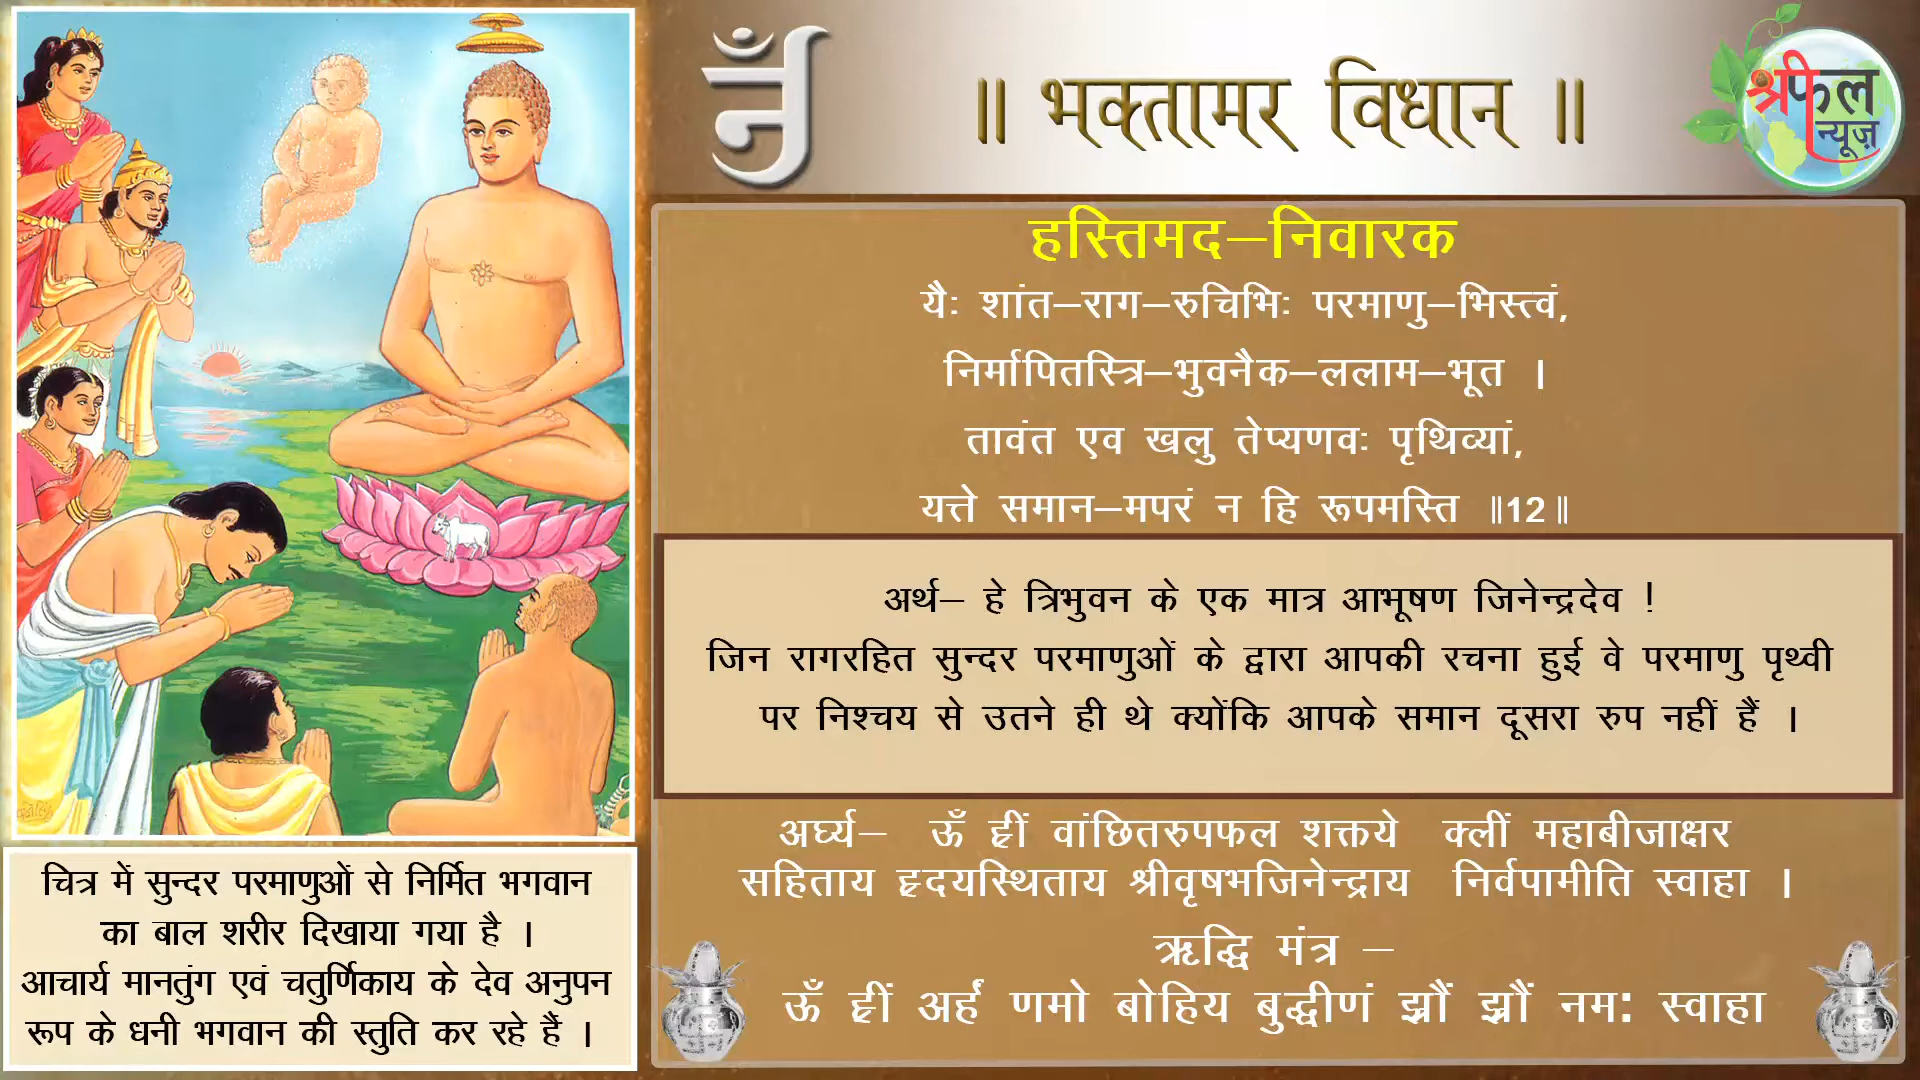 ॥ भक्तामर विधान ॥
श्रीफल
न्यूज़
हस्तिमद–निवारक
यैः शांत–राग–रुचिभिः परमाणु–भिस्त्वं,
निर्मापितस्त्रि–भुवनैक–ललाम–भूत ।
तावंत एव खलु तेप्यणवः पृथिव्यां,
यत्ते समान–मपरं न हि रूपमस्ति ॥12॥
अर्थ– हे त्रिभुवन के एक मात्र आभूषण जिनेन्द्रदेव !
जिन रागरहित सुन्दर परमाणुओं के द्वारा आपकी रचना हुई वे परमाणु पृथ्वी
पर निश्चय से उतने ही थे क्योंकि आपके समान दूसरा रुप नहीं हैं ।
अर्घ्य– ऊँ ह्रीं वांछितरुपफल शक्तये क्लीं महाबीजाक्षर
सहिताय हृदयस्थिताय श्रीवृषभजिनेन्द्राय निर्वपामीति स्वाहा ।
ऋद्धि मंत्र –
ऊँ ह्रीं अर्हं णमो बोहिय बुद्धीणं झौं झौं नम: स्वाहा
चित्र में सुन्दर परमाणुओं से निर्मित भगवान
का बाल शरीर दिखाया गया है ।
आचार्य मानतुंग एवं चतुर्णिकाय के देव अनुपन
रूप के धनी भगवान की स्तुति कर रहे हैं ।